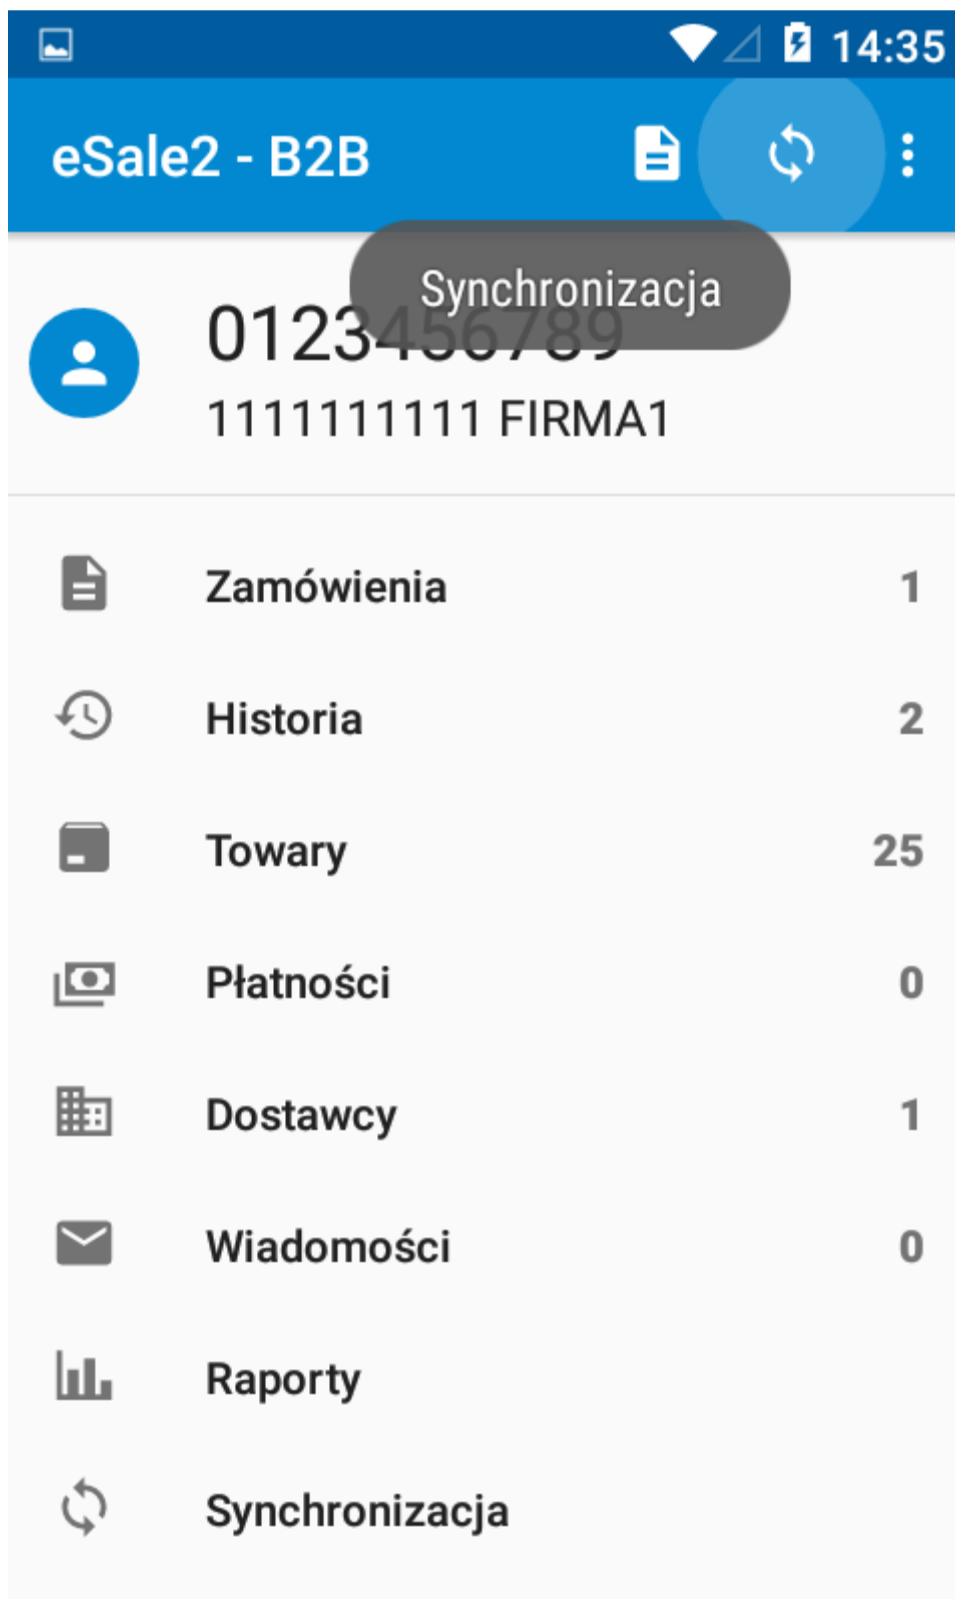 14:35
eSale2 - B2B
Synchronizacja
0123456789
1111111111 FIRMA1
Zamówienia 1
Historia 2
Towary 25
Płatności 0
Dostawcy 1
Wiadomości 0
Raporty
Synchronizacja